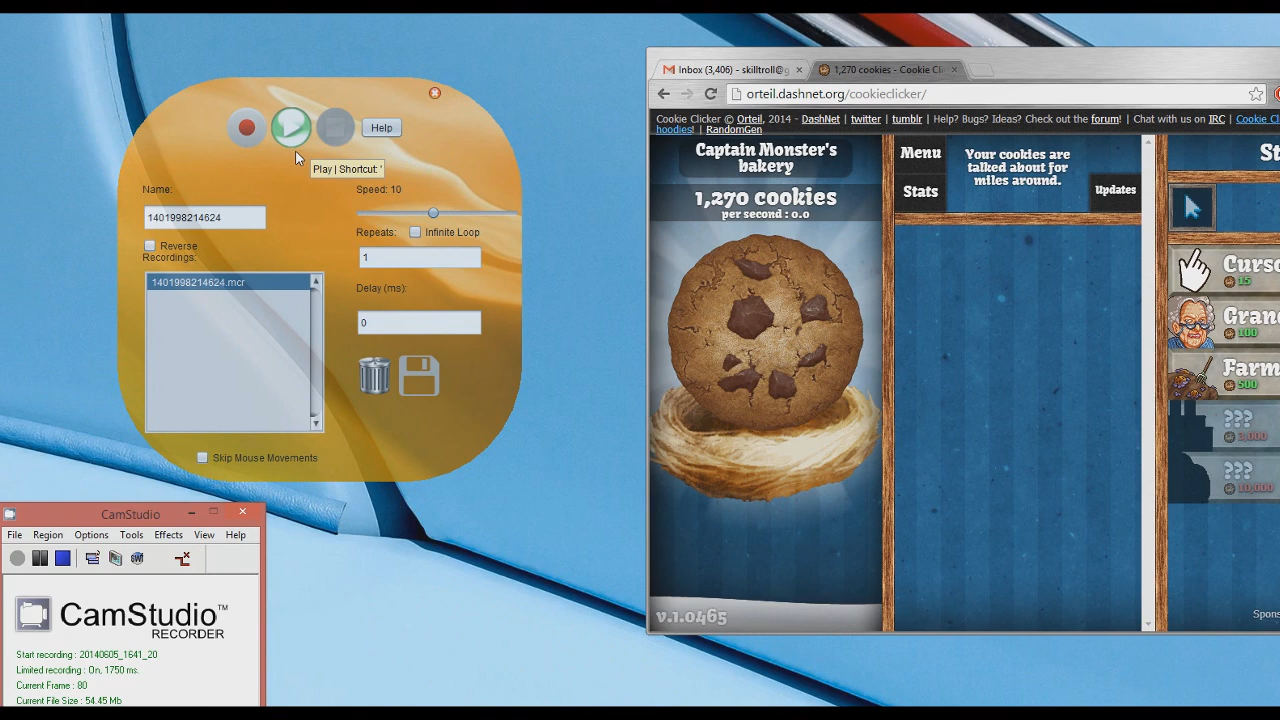 Help
Play | Shortcut: '
Name:
1401998214624
Reverse
Recordings:
1401998214624.mcr
Speed: 10
Repeats:
Infinite Loop
1
Delay (ms):
0
Skip Mouse Movements
CamStudio
File Region Options Tools Effects View Help
CamStudio™
RECORDER
Start recording : 20140605_1641_20
Limited recording : On, 1750 ms.
Current Frame : 80
Current File Size : 54.45 Mb
Inbox (3,406) - skilltroll@g
1,270 cookies - Cookie Cli
orteil.dashnet.org/cookieclicker/
Cookie Clicker © Orteil, 2014 - DashNet | twitter | tumblr | Help? Bugs? Ideas? Check out the forum! | Chat with us on IRC | Cookie Cl
hoodies! | RandomGen
Captain Monster's
bakery
1,270 cookies
per second : 0.0
v.1.0465
Menu
Stats
Your cookies are
talked about for
miles around.
Updates
St
Curso
15
Gran
100
Farm
500
???
3,000
???
10,000
Spons